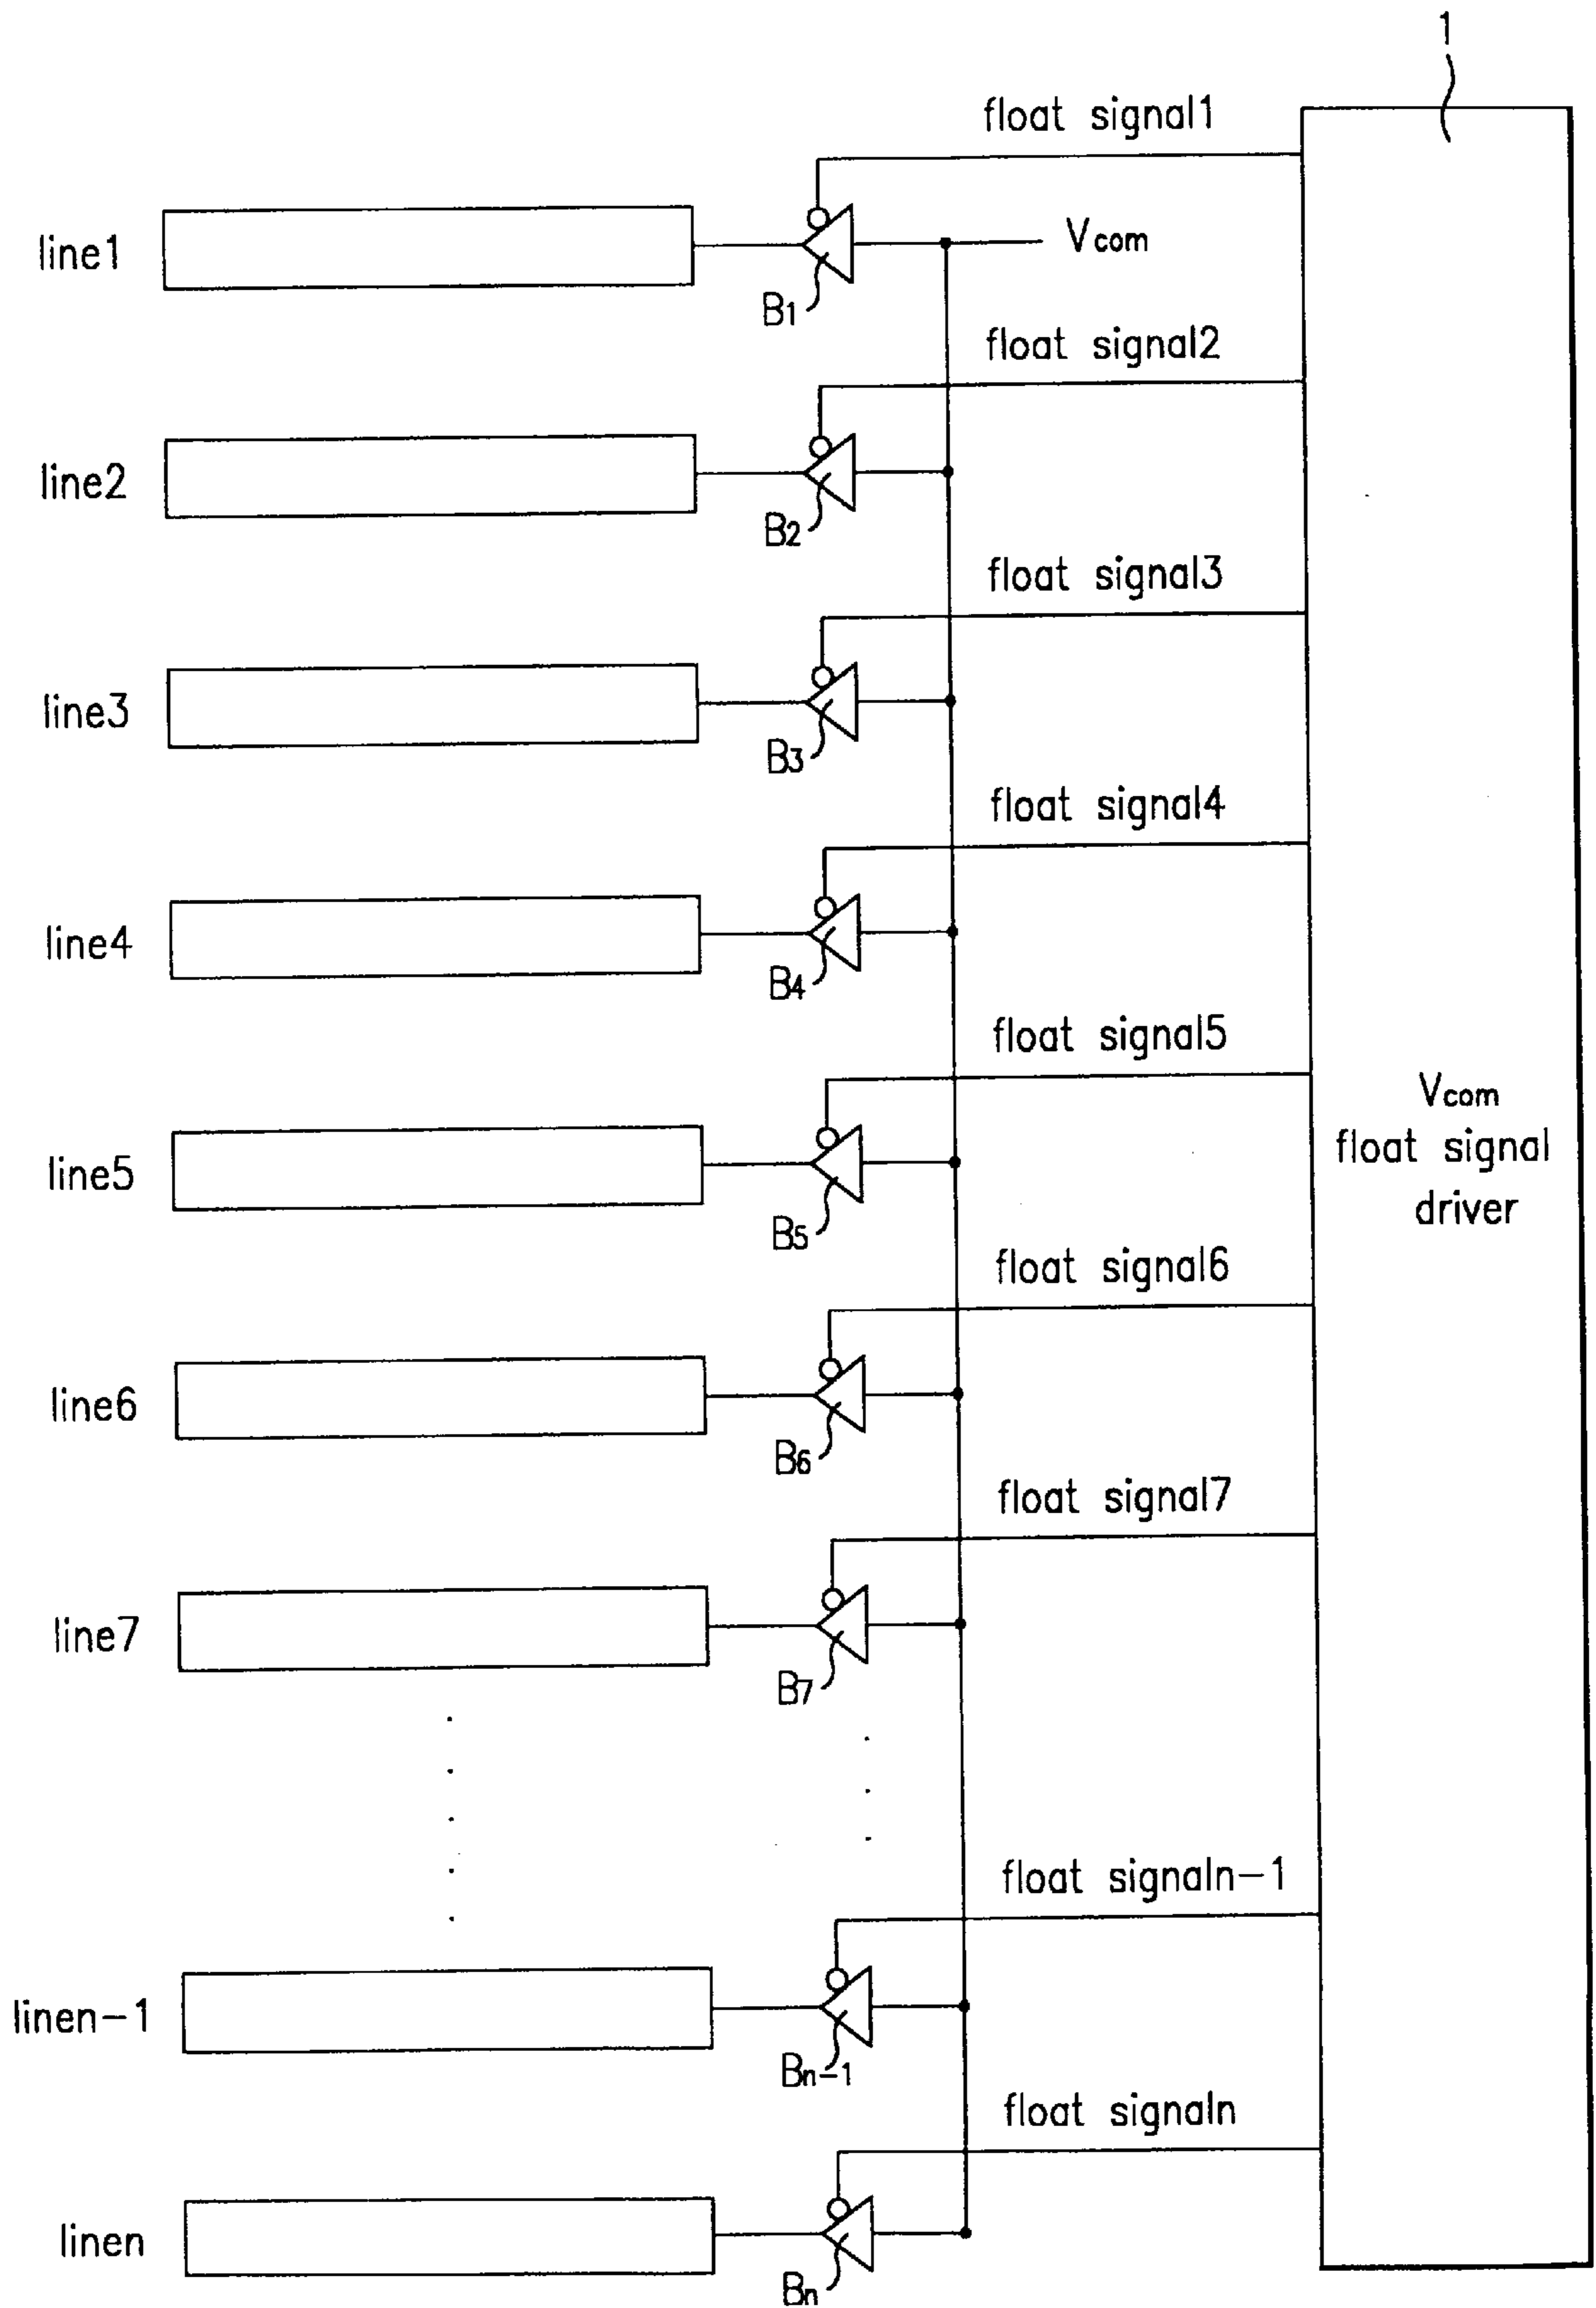 1
float signal1
line1
Vcom
B1
float signal2
line2
B2
float signal3
line3
B3
float signal4
line4
B4
float signal5
line5
B5
Vcom
float signal
driver
float signal6
line6
B6
float signal7
line7
B7
float signaln-1
linen-1
Bn-1
float signaln
linen
Bn